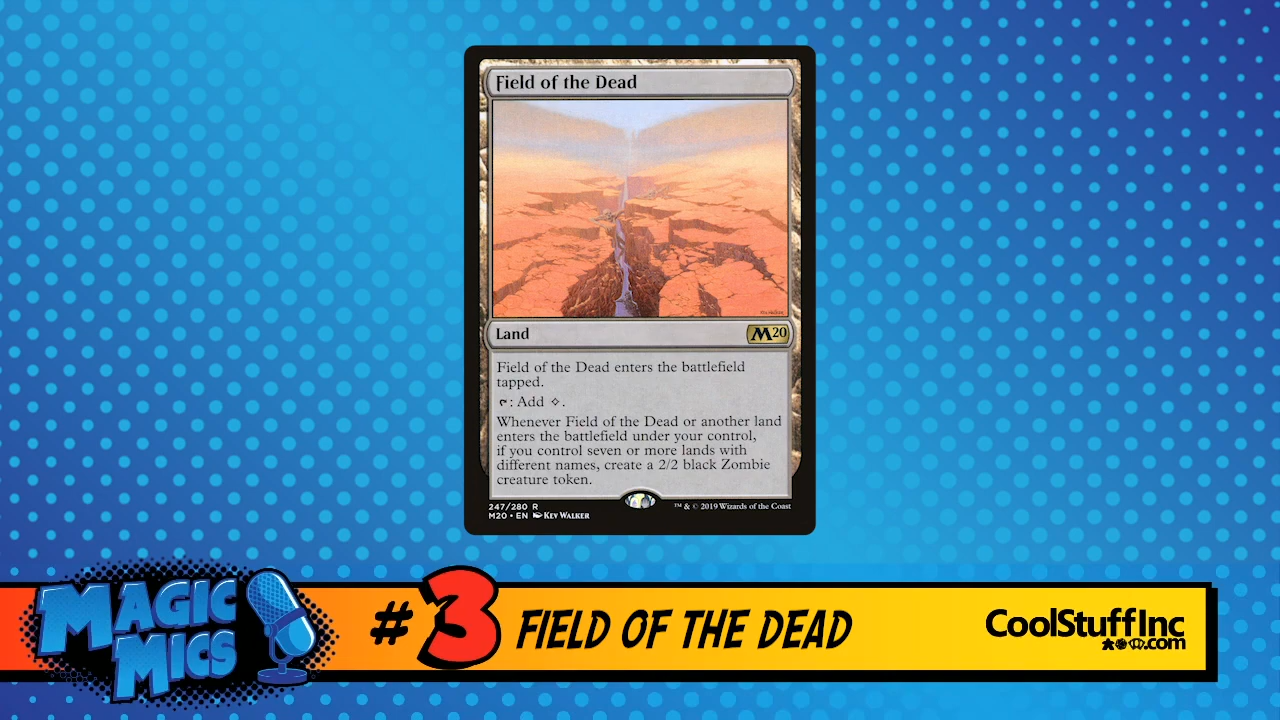 Field of the Dead
Land
M20
Field of the Dead enters the battlefield
tapped.
: Add .
Whenever Field of the Dead or another land
enters the battlefield under your control,
if you control seven or more lands with
different names, create a 2/2 black Zombie
creature token.
247/280 R
M20 • EN KEV WALKER
™ & © 2019 Wizards of the Coast
MAGIC
MICS
#3 FIELD OF THE DEAD
CoolStuffInc
.com